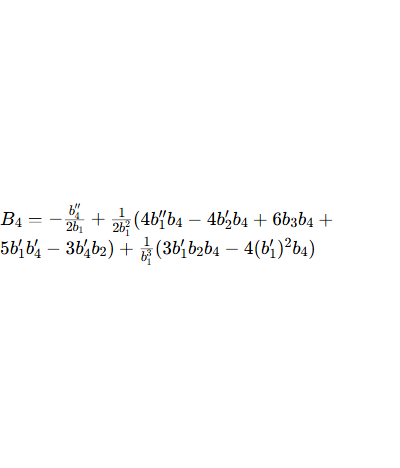 $B_4 = -\frac{b_4''}{2b_1} + \frac{1}{2b_1^2}(4b_1''b_4 - 4b_2'b_4 + 6b_3b_4 +$
$5b_1'b_4' - 3b_4'b_2) + \frac{1}{b_1^3}(3b_1'b_2b_4 - 4(b_1')^2b_4)$